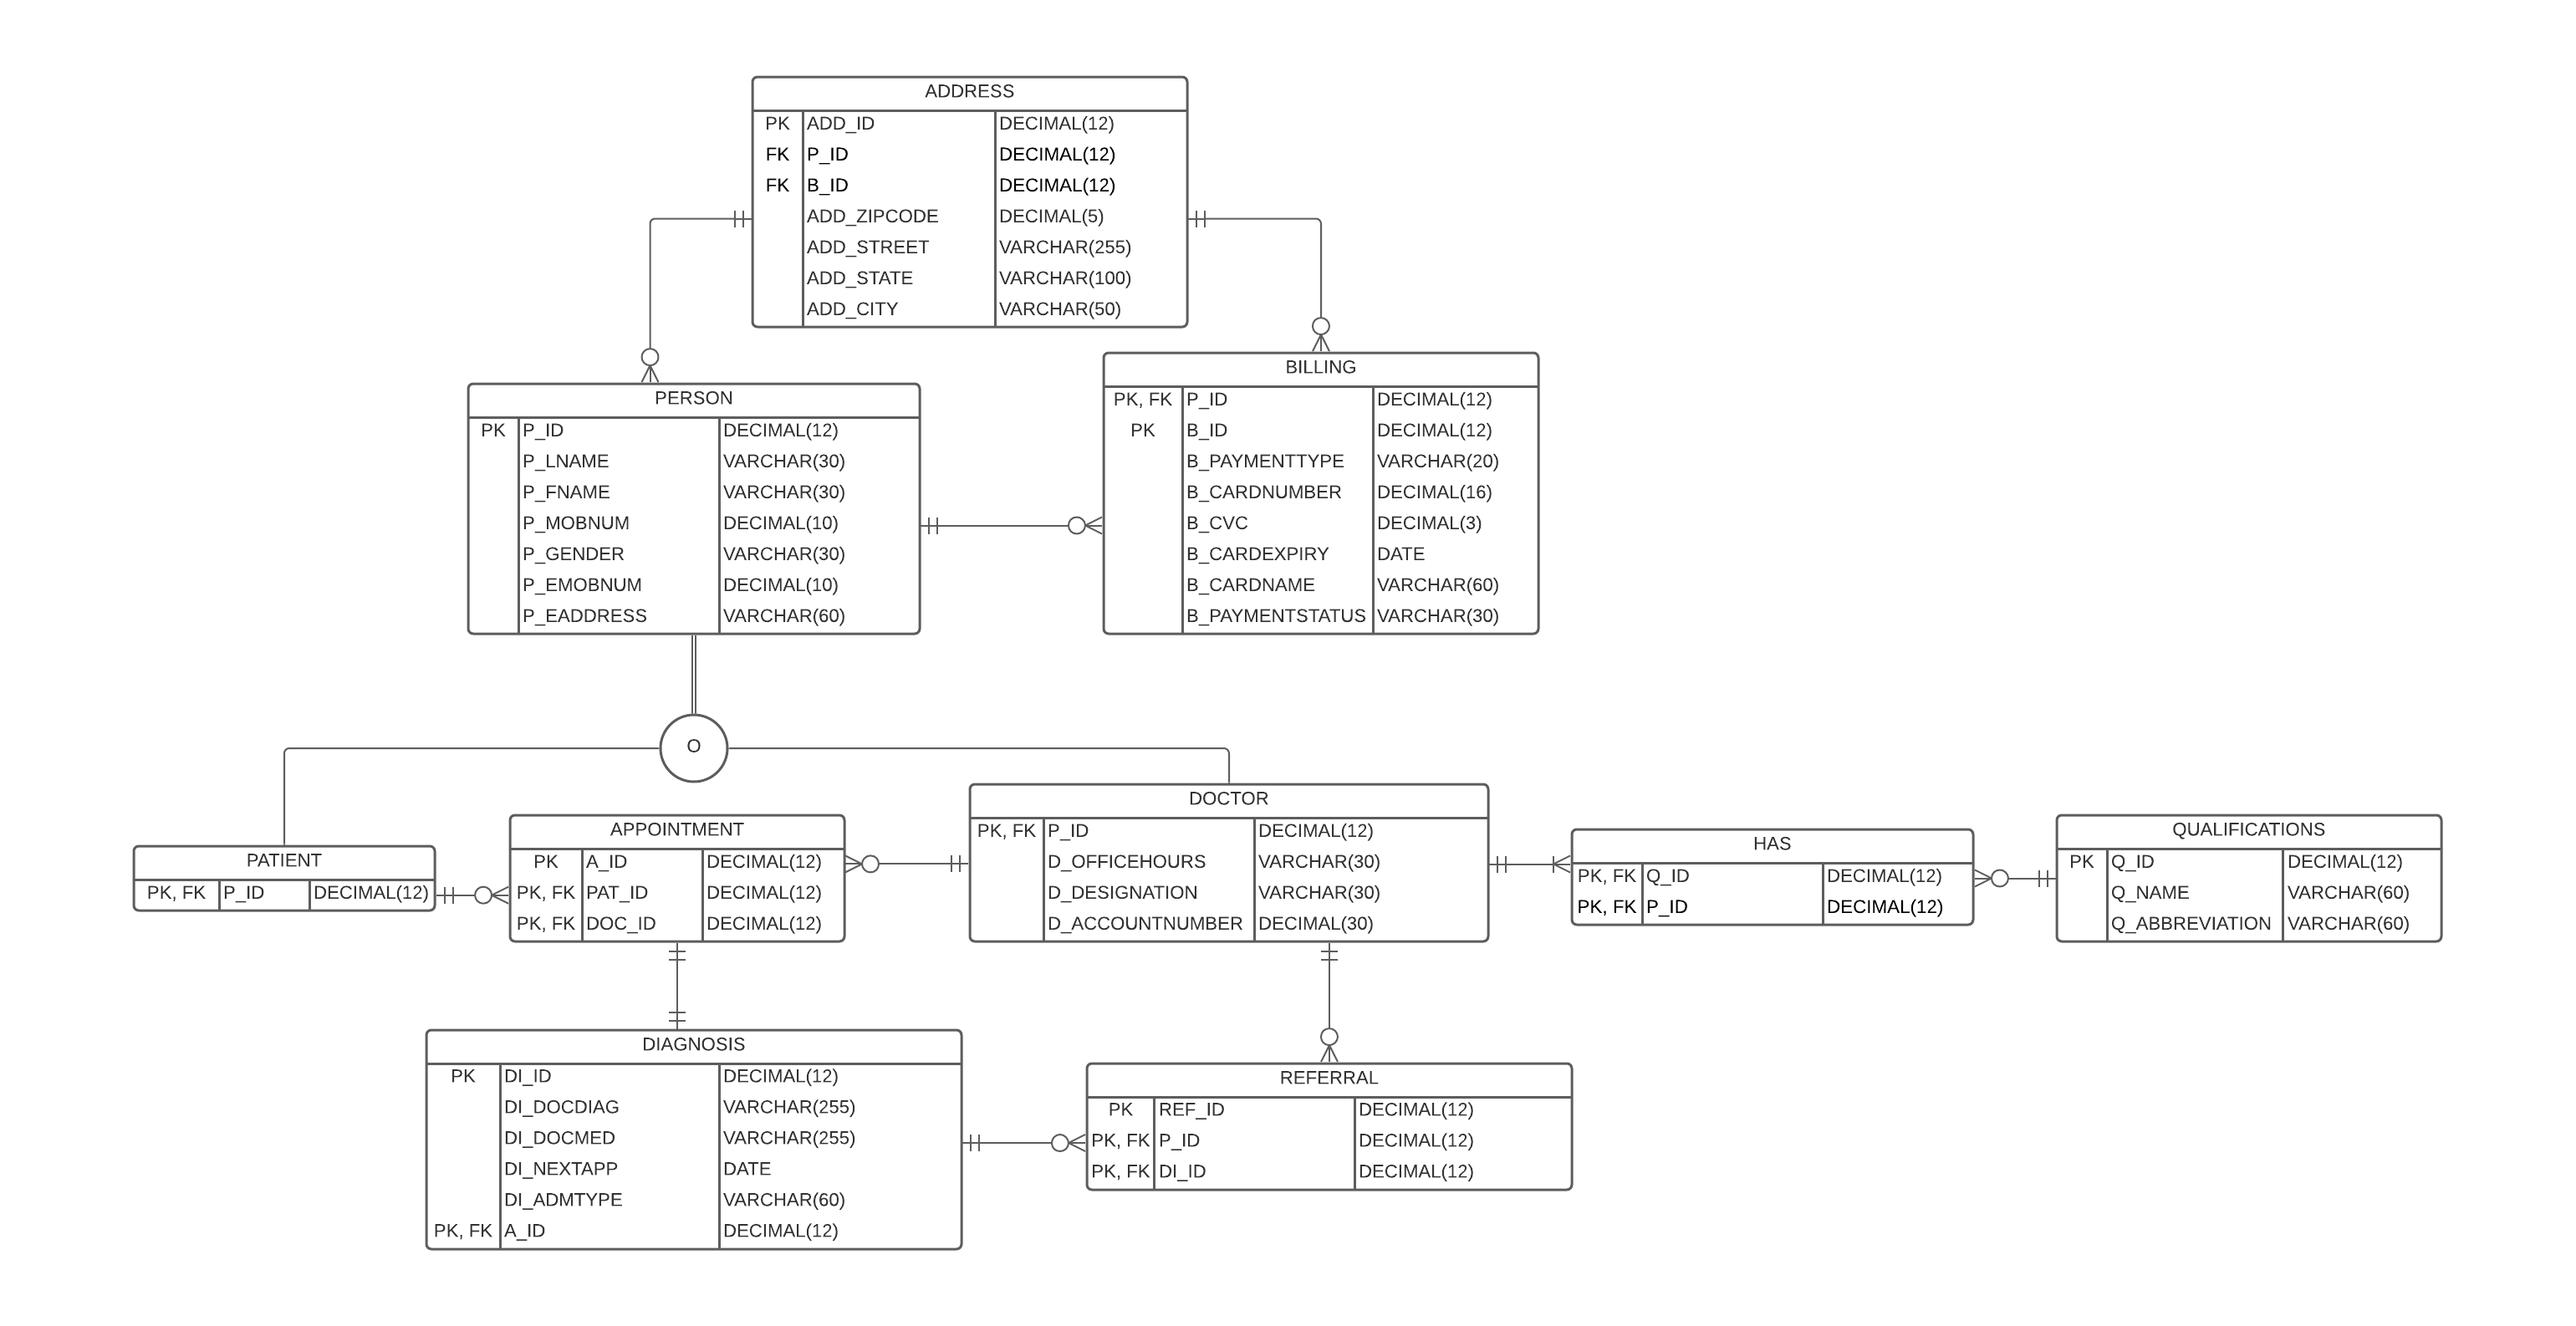 ADDRESS
PK ADD_ID DECIMAL(12)
FK P_ID DECIMAL(12)
FK B_ID DECIMAL(12)
ADD_ZIPCODE DECIMAL(5)
ADD_STREET VARCHAR(255)
ADD_STATE VARCHAR(100)
ADD_CITY VARCHAR(50)
PERSON
PK P_ID DECIMAL(12)
P_LNAME VARCHAR(30)
P_FNAME VARCHAR(30)
P_MOBNUM DECIMAL(10)
P_GENDER VARCHAR(30)
P_EMOBNUM DECIMAL(10)
P_EADDRESS VARCHAR(60)
BILLING
PK, FK P_ID DECIMAL(12)
PK B_ID DECIMAL(12)
B_PAYMENTTYPE VARCHAR(20)
B_CARDNUMBER DECIMAL(16)
B_CVC DECIMAL(3)
B_CARDEXPIRY DATE
B_CARDNAME VARCHAR(60)
B_PAYMENTSTATUS VARCHAR(30)
O
PATIENT
PK, FK P_ID DECIMAL(12)
APPOINTMENT
PK A_ID DECIMAL(12)
PK, FK PAT_ID DECIMAL(12)
PK, FK DOC_ID DECIMAL(12)
DOCTOR
PK, FK P_ID DECIMAL(12)
D_OFFICEHOURS VARCHAR(30)
D_DESIGNATION VARCHAR(30)
D_ACCOUNTNUMBER DECIMAL(30)
HAS
PK, FK Q_ID DECIMAL(12)
PK, FK P_ID DECIMAL(12)
QUALIFICATIONS
PK Q_ID DECIMAL(12)
Q_NAME VARCHAR(60)
Q_ABBREVIATION VARCHAR(60)
DIAGNOSIS
PK DI_ID DECIMAL(12)
DI_DOCDIAG VARCHAR(255)
DI_DOCMED VARCHAR(255)
DI_NEXTAPP DATE
DI_ADMTYPE VARCHAR(60)
PK, FK A_ID DECIMAL(12)
REFERRAL
PK REF_ID DECIMAL(12)
PK, FK P_ID DECIMAL(12)
PK, FK DI_ID DECIMAL(12)